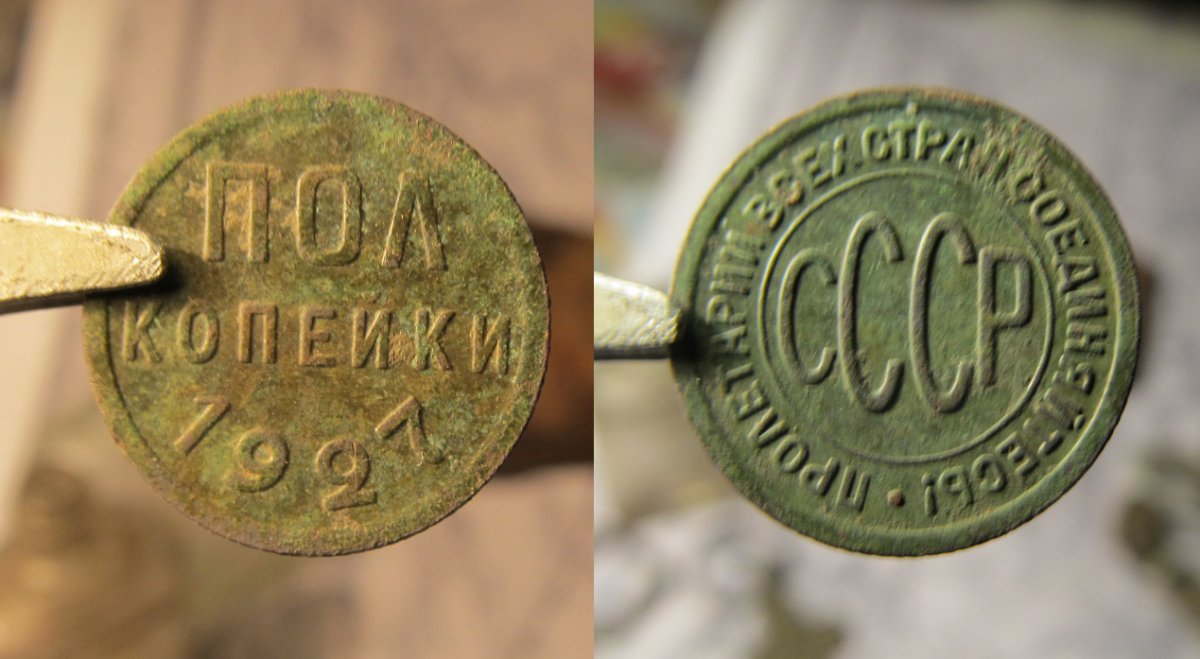 ПОЛ
КОПЕЙКИ
1927
ПРОЛЕТАРИИ ВСЕХ СТРАН СОЕДИНЯЙТЕСЬ!
СССР